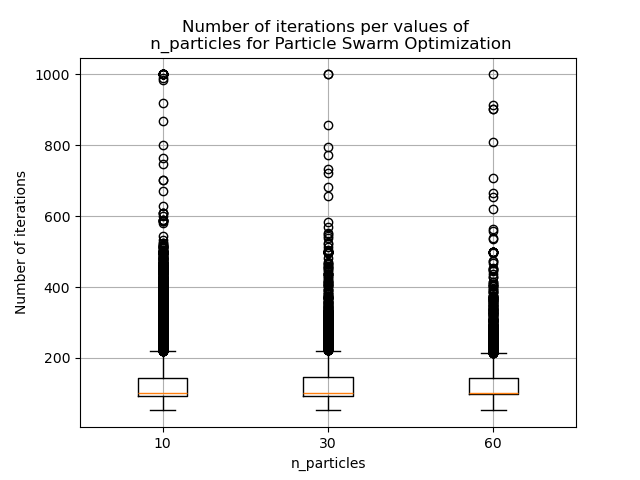 Number of iterations per values of
n_particles for Particle Swarm Optimization
1000
800
600
400
200
Number of iterations
10
30
60
n_particles